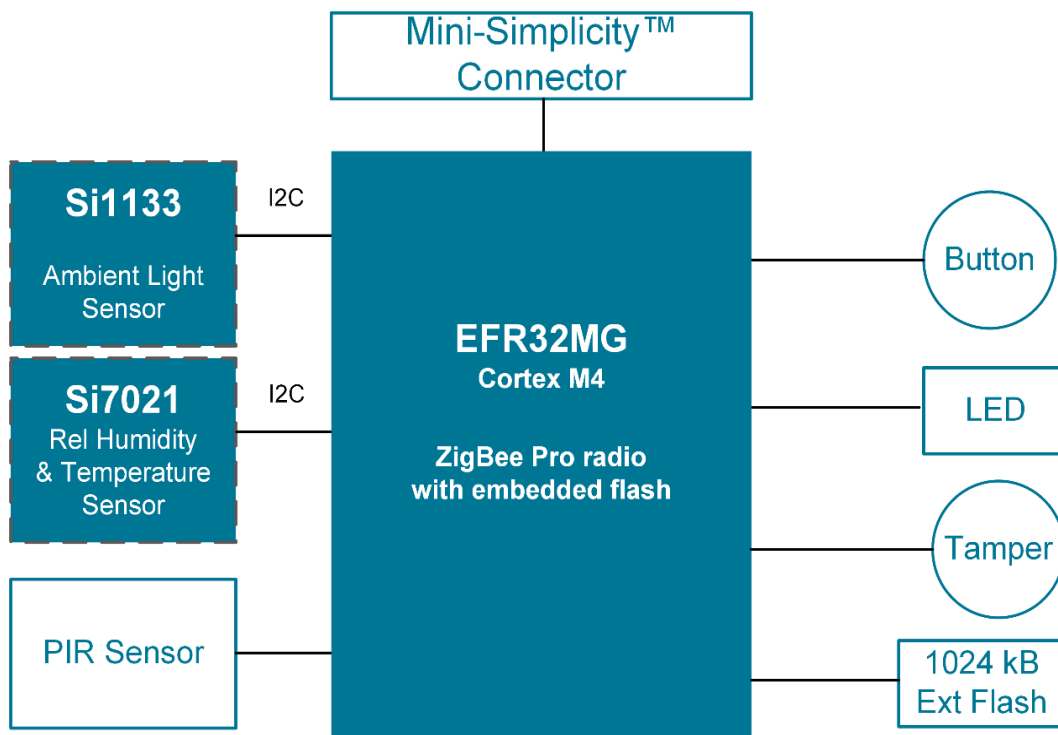 Mini-Simplicity™
Connector
Si1133
Ambient Light
Sensor
I2C
Si7021
Rel Humidity
& Temperature
Sensor
I2C
PIR Sensor
EFR32MG
Cortex M4
ZigBee Pro radio
with embedded flash
Button
LED
Tamper
1024 kB
Ext Flash